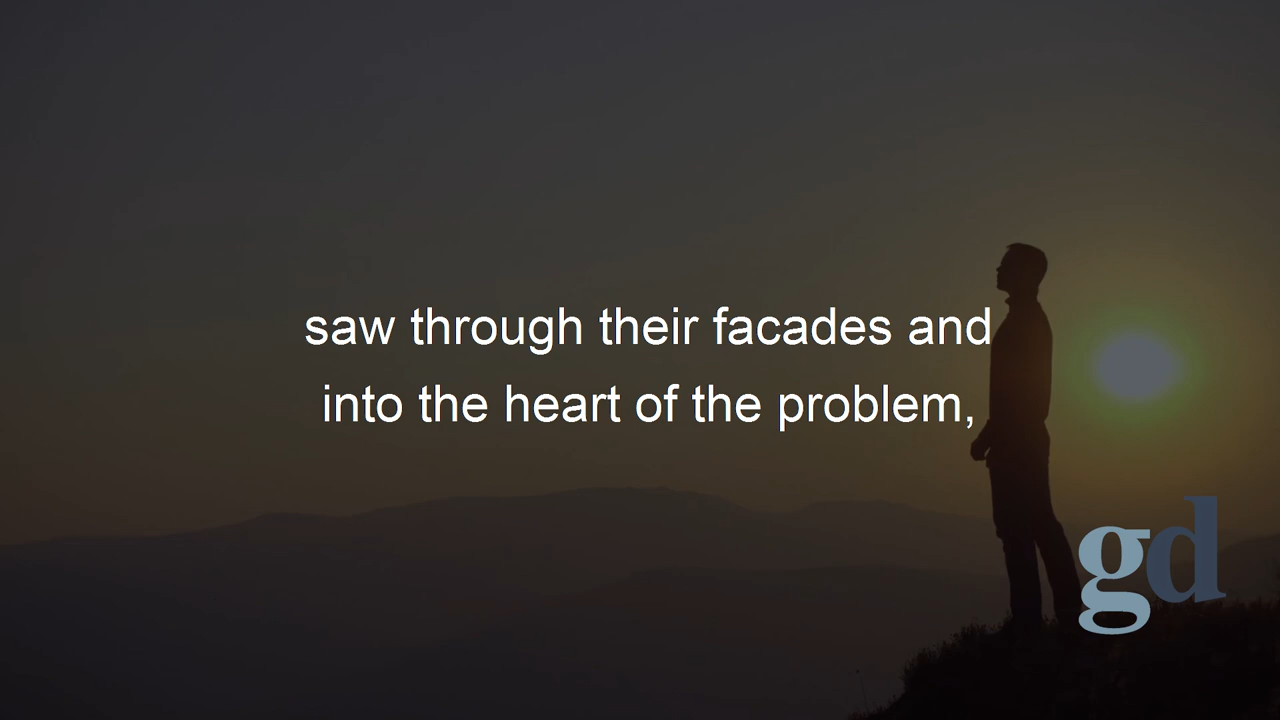 saw through their facades and
into the heart of the problem,
gd